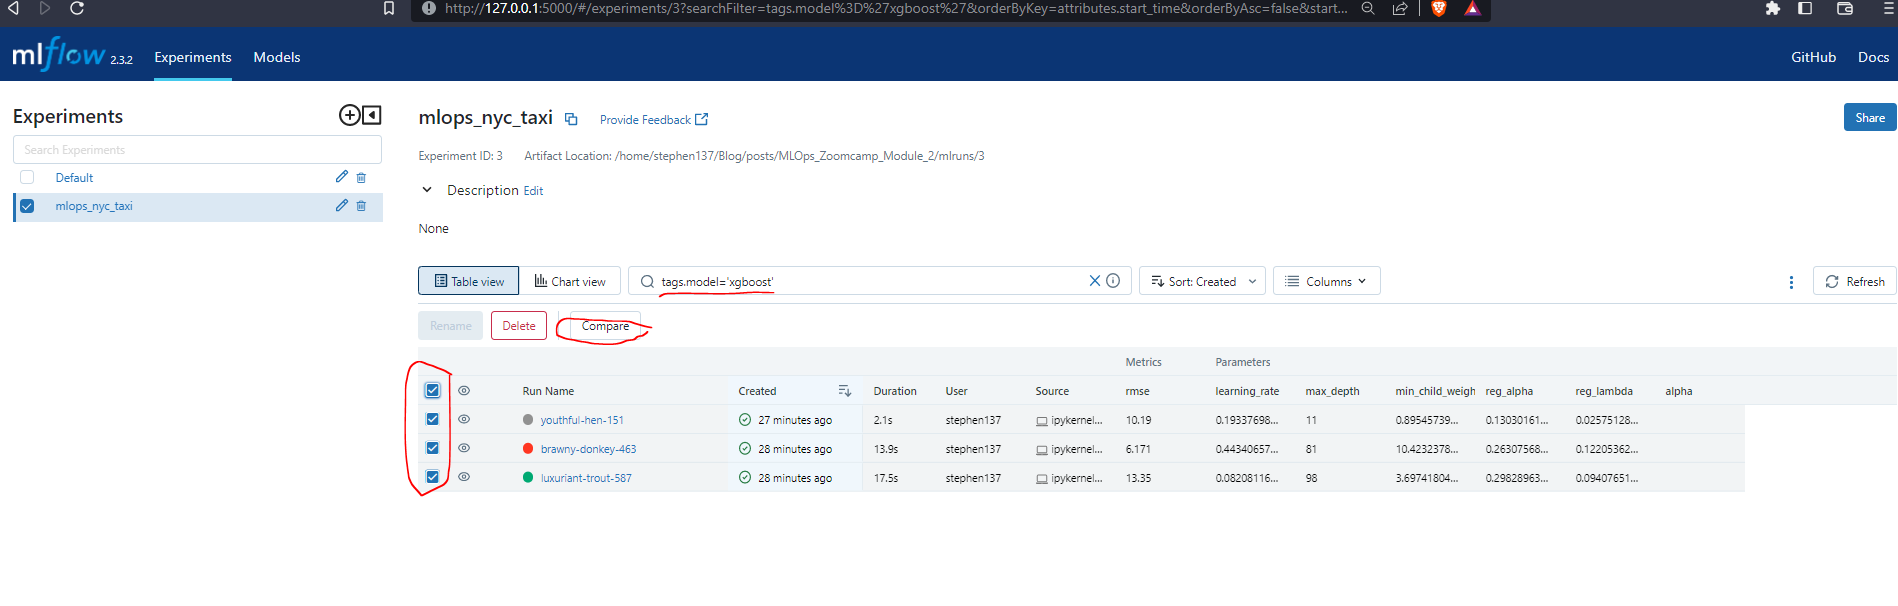 http://127.0.0.1:5000/#/experiments/3?searchFilter=tags.model%3D%27xgboost%27&orderByKey=attributes.start_time&orderByAsc=false&start...
mlflow 2.3.2 Experiments Models GitHub Docs
Experiments
Search Experiments
Default
mlops_nyc_taxi
mlops_nyc_taxi Provide Feedback Share
Experiment ID: 3 Artifact Location: /home/stephen137/Blog/posts/MLOps_Zoomcamp_Module_2/mlruns/3
Description Edit
None
Table view Chart view tags.model='xgboost' Sort: Created Columns Refresh
Rename Delete Compare
Metrics Parameters
Run Name Created Duration User Source rmse learning_rate max_depth min_child_weigh reg_alpha reg_lambda alpha
youthful-hen-151 27 minutes ago 2.1s stephen137 ipykernel... 10.19 0.19337698... 11 0.89545739... 0.13030161... 0.02575128...
brawny-donkey-463 28 minutes ago 13.9s stephen137 ipykernel... 6.171 0.44340657... 81 10.4232378... 0.26307568... 0.12205362...
luxuriant-trout-587 28 minutes ago 17.5s stephen137 ipykernel... 13.35 0.08208116... 98 3.69741804... 0.29828963... 0.09407651...